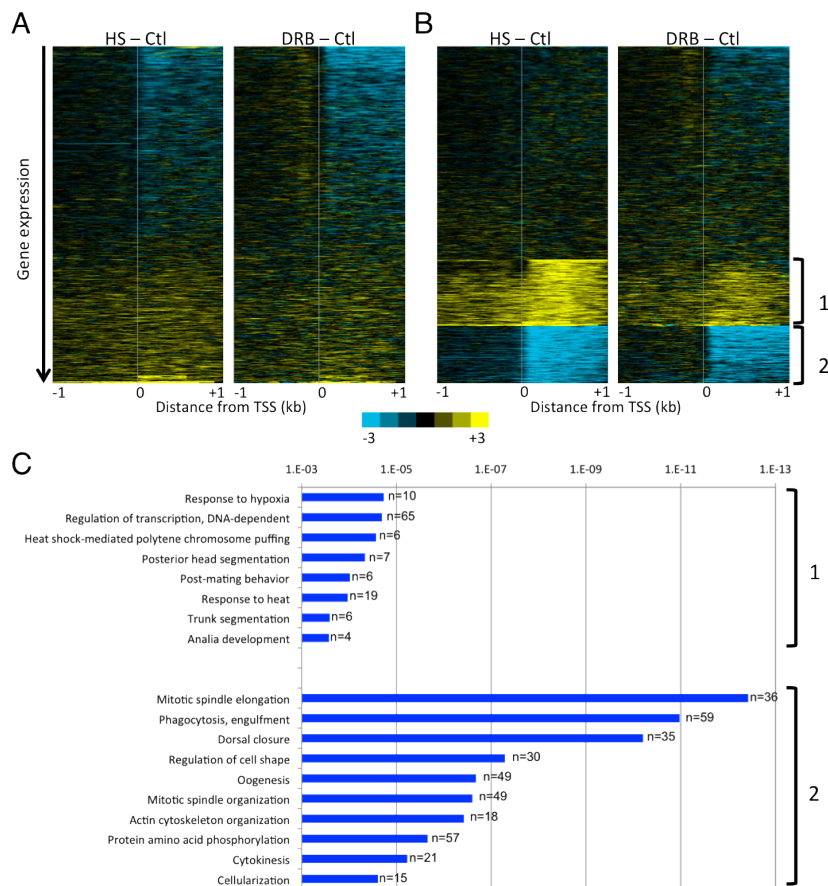 A
B
HS – Ctl
DRB – Ctl
HS – Ctl
DRB – Ctl
Gene expression
1
2
-1
0
+1
-1
0
+1
-1
0
+1
-1
0
+1
Distance from TSS (kb)
Distance from TSS (kb)
-3
+3
C
1.E-03
1.E-05
1.E-07
1.E-09
1.E-11
1.E-13
Response to hypoxia n=10
Regulation of transcription, DNA-dependent n=65
Heat shock-mediated polytene chromosome puffing n=6
Posterior head segmentation n=7
Post-mating behavior n=6
Response to heat n=19
Trunk segmentation n=6
Analia development n=4
1
Mitotic spindle elongation n=36
Phagocytosis, engulfment n=59
Dorsal closure n=35
Regulation of cell shape n=30
Oogenesis n=49
Mitotic spindle organization n=49
Actin cytoskeleton organization n=18
Protein amino acid phosphorylation n=57
Cytokinesis n=21
Cellularization n=15
2